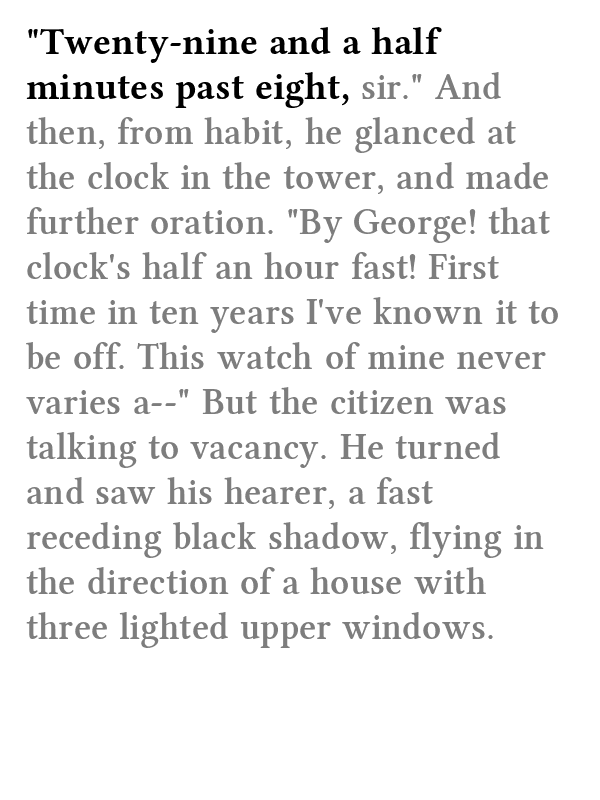 "Twenty-nine and a half
minutes past eight, sir." And
then, from habit, he glanced at
the clock in the tower, and made
further oration. "By George! that
clock's half an hour fast! First
time in ten years I've known it to
be off. This watch of mine never
varies a--" But the citizen was
talking to vacancy. He turned
and saw his hearer, a fast
receding black shadow, flying in
the direction of a house with
three lighted upper windows.